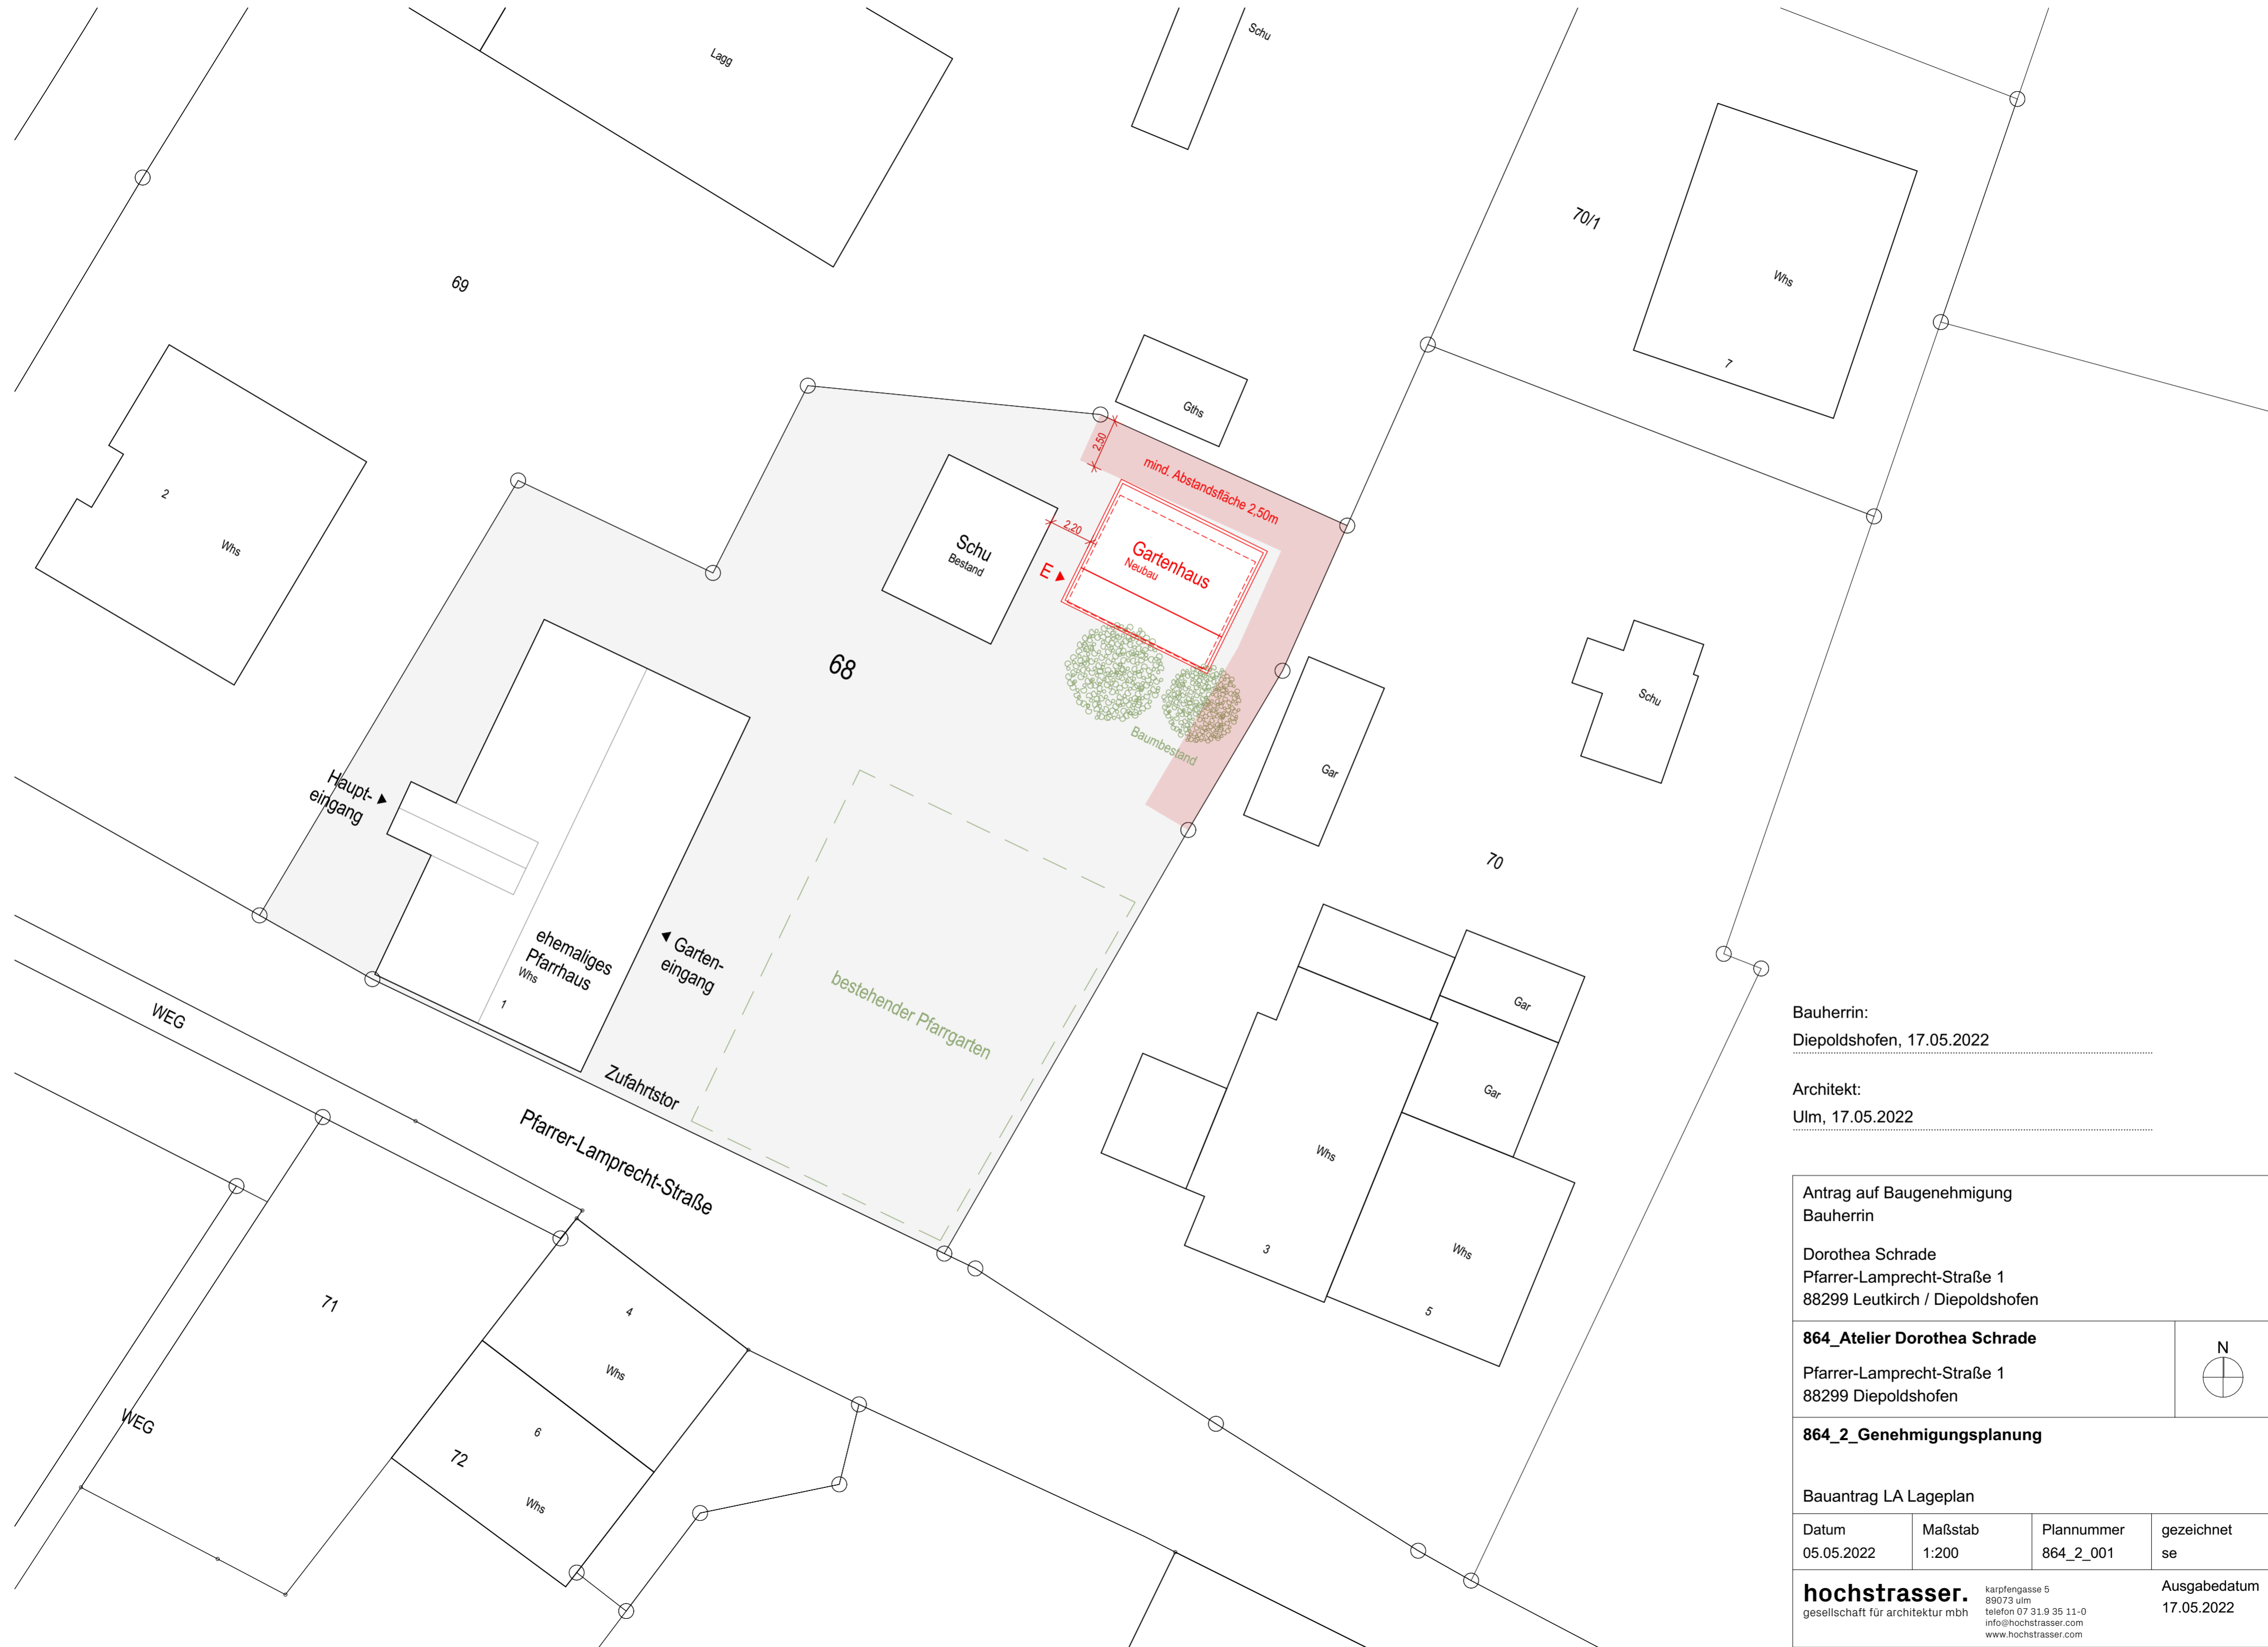 Lagg
Schu
70/1
Whs
7
69
Gths
2
Whs
2,50
mind. Abstandsfläche 2,50m
2,20
Schu
Bestand
Gartenhaus
Neubau
E
68
Schu
Baumbestand
Gar
Haupt-
eingang
70
ehemaliges
Pfarrhaus
Whs
1
Garten-
eingang
bestehender Pfarrgarten
Gar
Gar
WEG
Zufahrtstor
Pfarrer-Lamprecht-Straße
Whs
3
Whs
5
71
4
Whs
WEG
6
72
Whs
Bauherrin:
Diepoldshofen, 17.05.2022
Architekt:
Ulm, 17.05.2022
Antrag auf Baugenehmigung
Bauherrin
Dorothea Schrade
Pfarrer-Lamprecht-Straße 1
88299 Leutkirch / Diepoldshofen
864_Atelier Dorothea Schrade
Pfarrer-Lamprecht-Straße 1
88299 Diepoldshofen
N
864_2_Genehmigungsplanung
Bauantrag LA Lageplan
Datum Maßstab Plannummer gezeichnet
05.05.2022 1:200 864_2_001 se
hochstrasser.
gesellschaft für architektur mbh
karpfengasse 5
89073 ulm
telefon 07 31.9 35 11-0
info@hochstrasser.com
www.hochstrasser.com
Ausgabedatum
17.05.2022